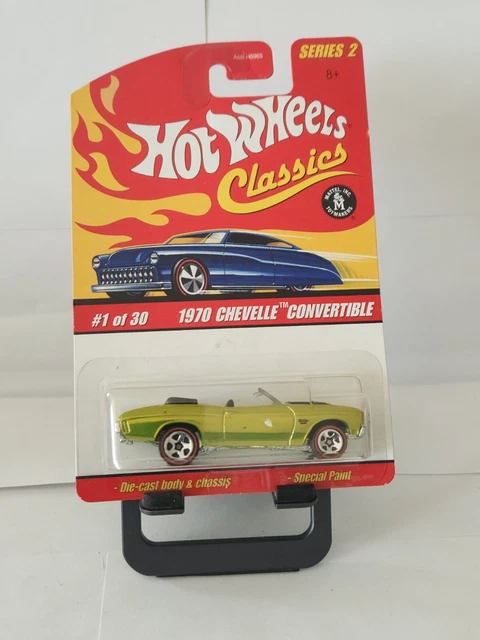 SERIES 2
8+
Hot Wheels
Classics
MATTEL, INC.
M
TOYMAKERS
#1 of 30
1970 CHEVELLE™ CONVERTIBLE
- Die-cast body & chassis
- Special Paint